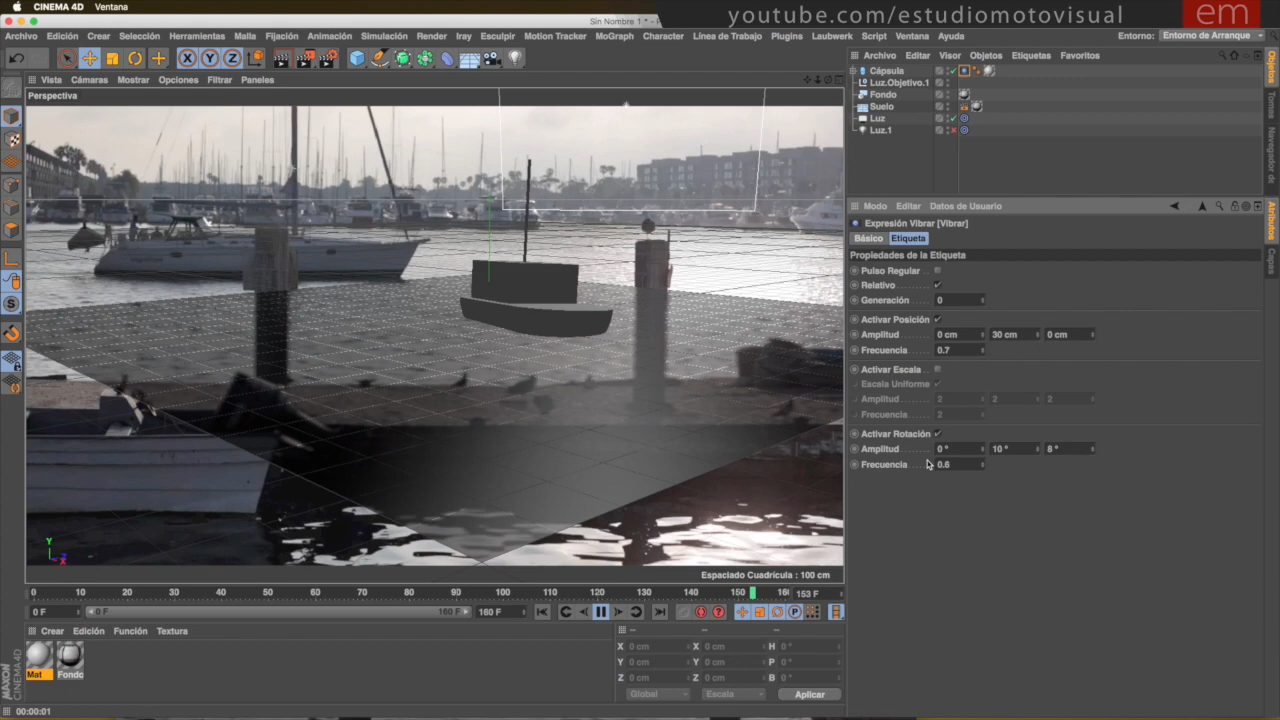 CINEMA 4D Ventana
youtube.com/estudiomotovisual em
Sin Nombre 1 * -
Archivo Edición Crear Selección Herramientas Malla Fijación Animación Simulación Render Iray Esculpir Motion Tracker MoGraph Character Línea de Trabajo Plugins Laubwerk Script Ventana Ayuda Entorno: Entorno de Arranque
Vista Cámaras Mostrar Opciones Filtrar Paneles
Perspectiva
Archivo Editar Visor Objetos Etiquetas Favoritos
Cápsula
Luz.Objetivo.1
Fondo
Suelo
Luz
Luz.1
Objetos
Tomas
Navegador de
Modo Editar Datos de Usuario
Expresión Vibrar [Vibrar]
Básico Etiqueta
Propiedades de la Etiqueta
Pulso Regular
Relativo
Generación 0
Activar Posición
Amplitud 0 cm 30 cm 0 cm
Frecuencia 0.7
Activar Escala
Escala Uniforme
Amplitud 2 2 2
Frecuencia 2
Activar Rotación
Amplitud 0 ° 10 ° 8 °
Frecuencia 0.6
Atributos
Capas
Y
Z
X
Espaciado Cuadrícula : 100 cm
0 10 20 30 40 50 60 70 80 90 100 110 120 130 140 150 16 153 F
0 F 0 F 160 F 160 F
Crear Edición Función Textura
Mat Fondo
-- -- --
X 0 cm X 0 cm H 0 °
Y 0 cm Y 0 cm P 0 °
Z 0 cm Z 0 cm B 0 °
Global Escala Aplicar
MAXON
CINEMA 4D
00:00:01